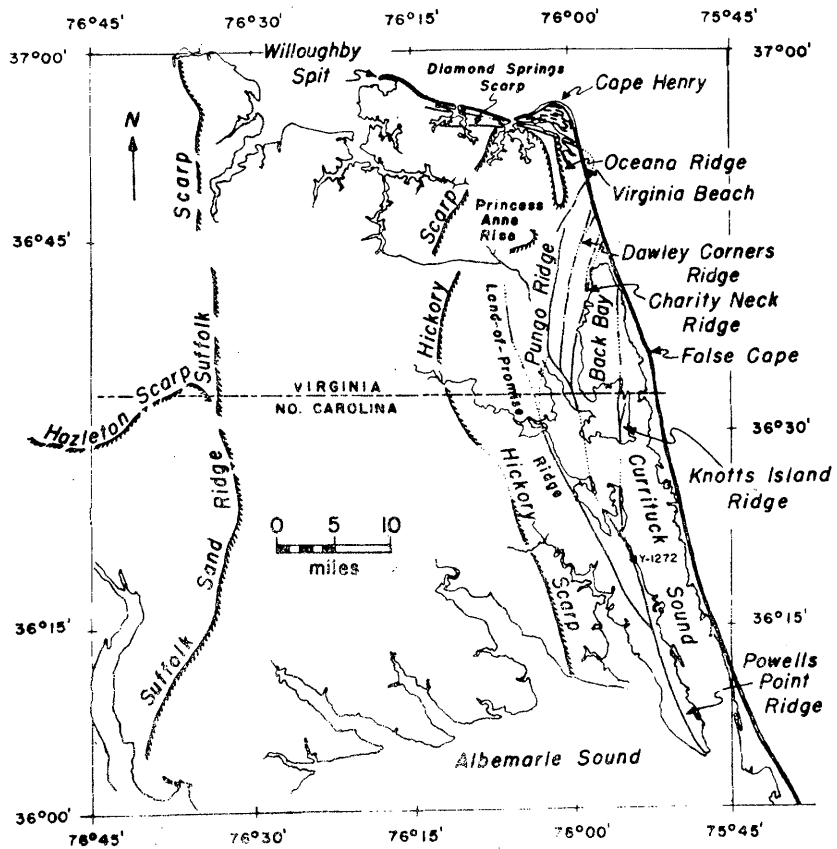 76°45'
76°30'
76°15'
76°00'
75°45'
37°00'
37°00'
Willoughby
Spit
Diamond Springs
Scarp
Cape Henry
N
Oceana Ridge
Virginia Beach
Scarp
Princess
Anne
Rise
Scarp
36°45'
Dawley Corners
Ridge
Charity Neck
Ridge
Pungo Ridge
Back Bay
Hickory
Land-of-Promise
Suffolk
False Cape
Hazleton Scarp
VIRGINIA
NO. CAROLINA
36°30'
Knotts Island
Ridge
Ridge
Hickory
Ridge
Currituck
Sand
0 5 10
miles
Y-1272
Scarp
Sound
36°15'
36°15'
Suffolk
Powells
Point
Ridge
Albemarle Sound
36°00'
76°45'
76°30'
76°15'
76°00'
75°45'